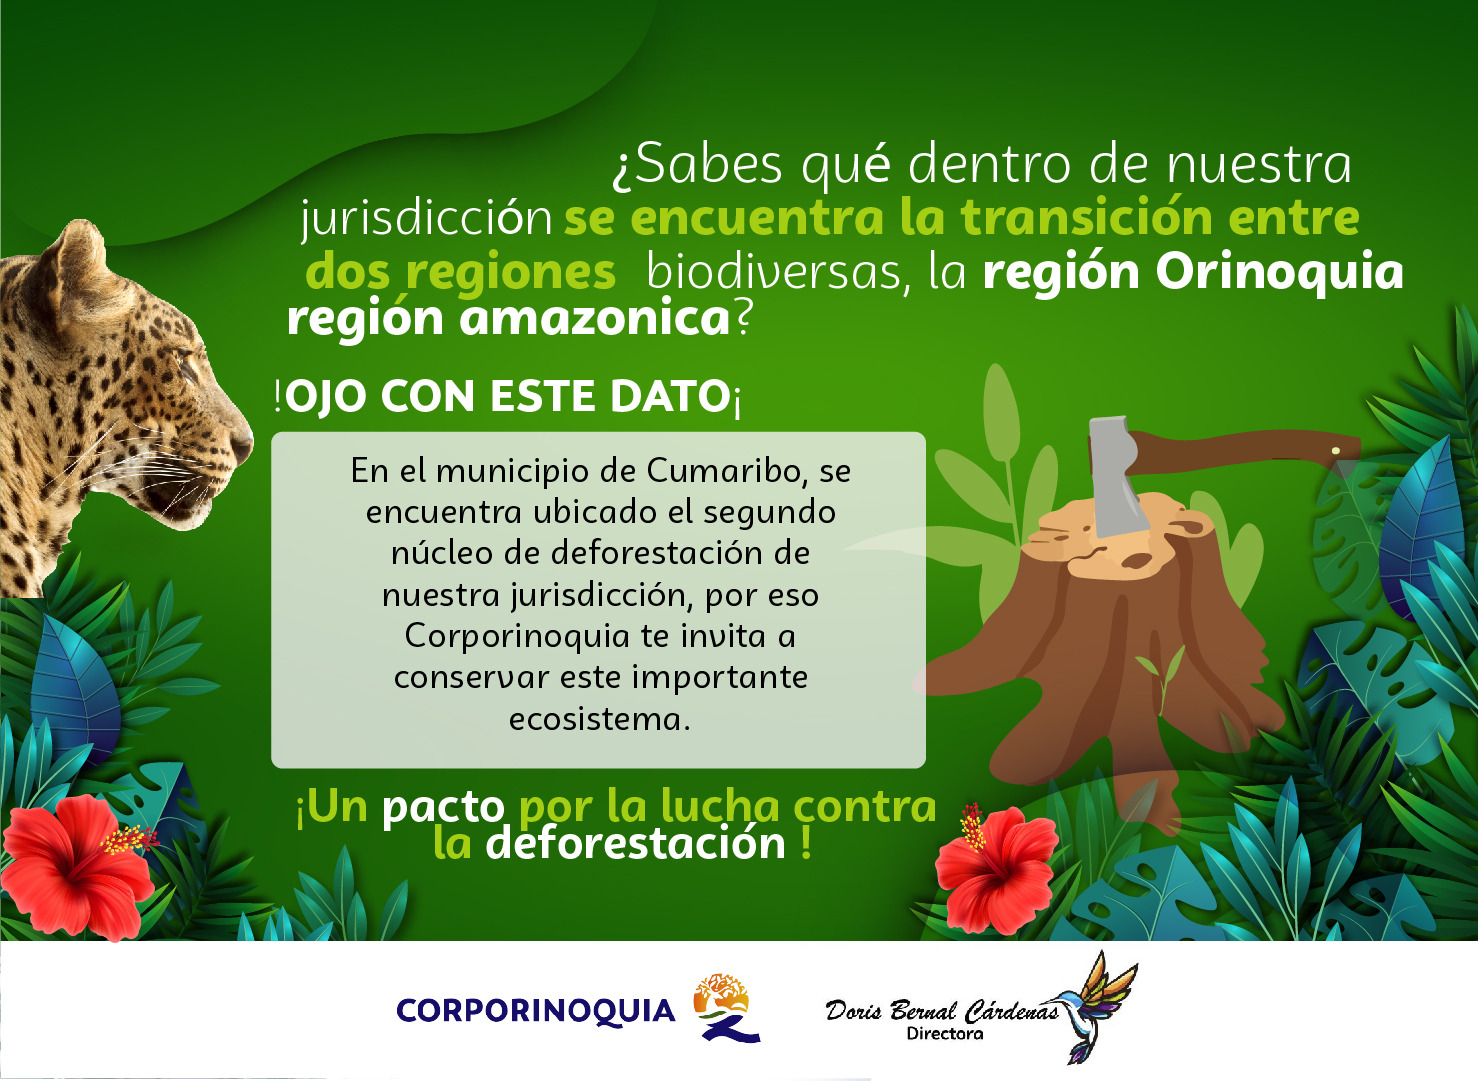 ¿Sabes qué dentro de nuestra
jurisdicción se encuentra la transición entre
dos regiones biodiversas, la región Orinoquia
región amazonica?
!OJO CON ESTE DATO¡
En el municipio de Cumaribo, se
encuentra ubicado el segundo
núcleo de deforestación de
nuestra jurisdicción, por eso
Corporinoquia te invita a
conservar este importante
ecosistema.
¡Un pacto por la lucha contra
la deforestación !
CORPORINOQUIA
Doris Bernal Cárdenas
Directora